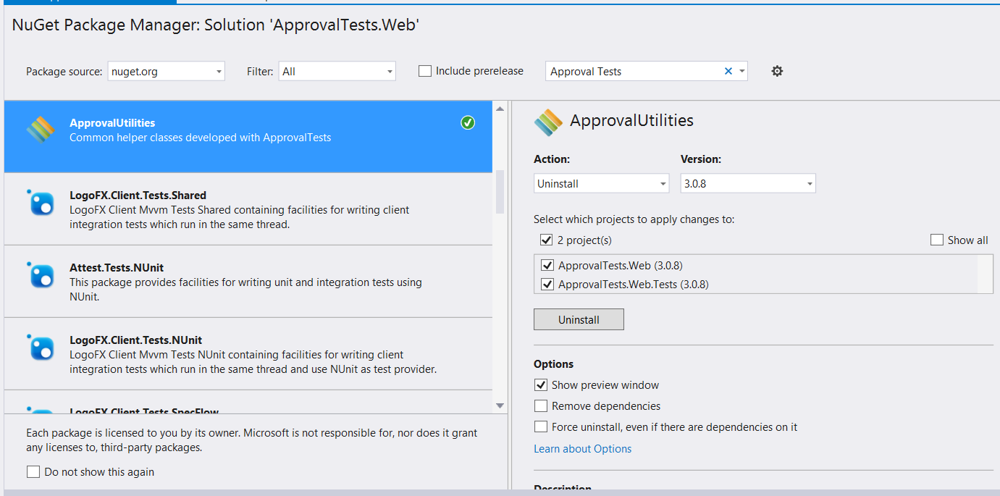 NuGet Package Manager: Solution 'ApprovalTests.Web'
Package source: nuget.org Filter: All Include prerelease Approval Tests
ApprovalUtilities
Common helper classes developed with ApprovalTests
LogoFX.Client.Tests.Shared
LogoFX Client Mvvm Tests Shared containing facilities for writing client
integration tests which run in the same thread.
Attest.Tests.NUnit
This package provides facilities for writing unit and integration tests using
NUnit.
LogoFX.Client.Tests.NUnit
LogoFX Client Mvvm Tests NUnit containing facilities for writing client
integration tests which run in the same thread and use NUnit as test provider.
LogoFX.Client.Tests.SpecFlow
Each package is licensed to you by its owner. Microsoft is not responsible for, nor does it grant
any licenses to, third-party packages.
Do not show this again
ApprovalUtilities
Action: Version:
Uninstall 3.0.8
Select which projects to apply changes to:
2 project(s) Show all
ApprovalTests.Web (3.0.8)
ApprovalTests.Web.Tests (3.0.8)
Uninstall
Options
Show preview window
Remove dependencies
Force uninstall, even if there are dependencies on it
Learn about Options
Description